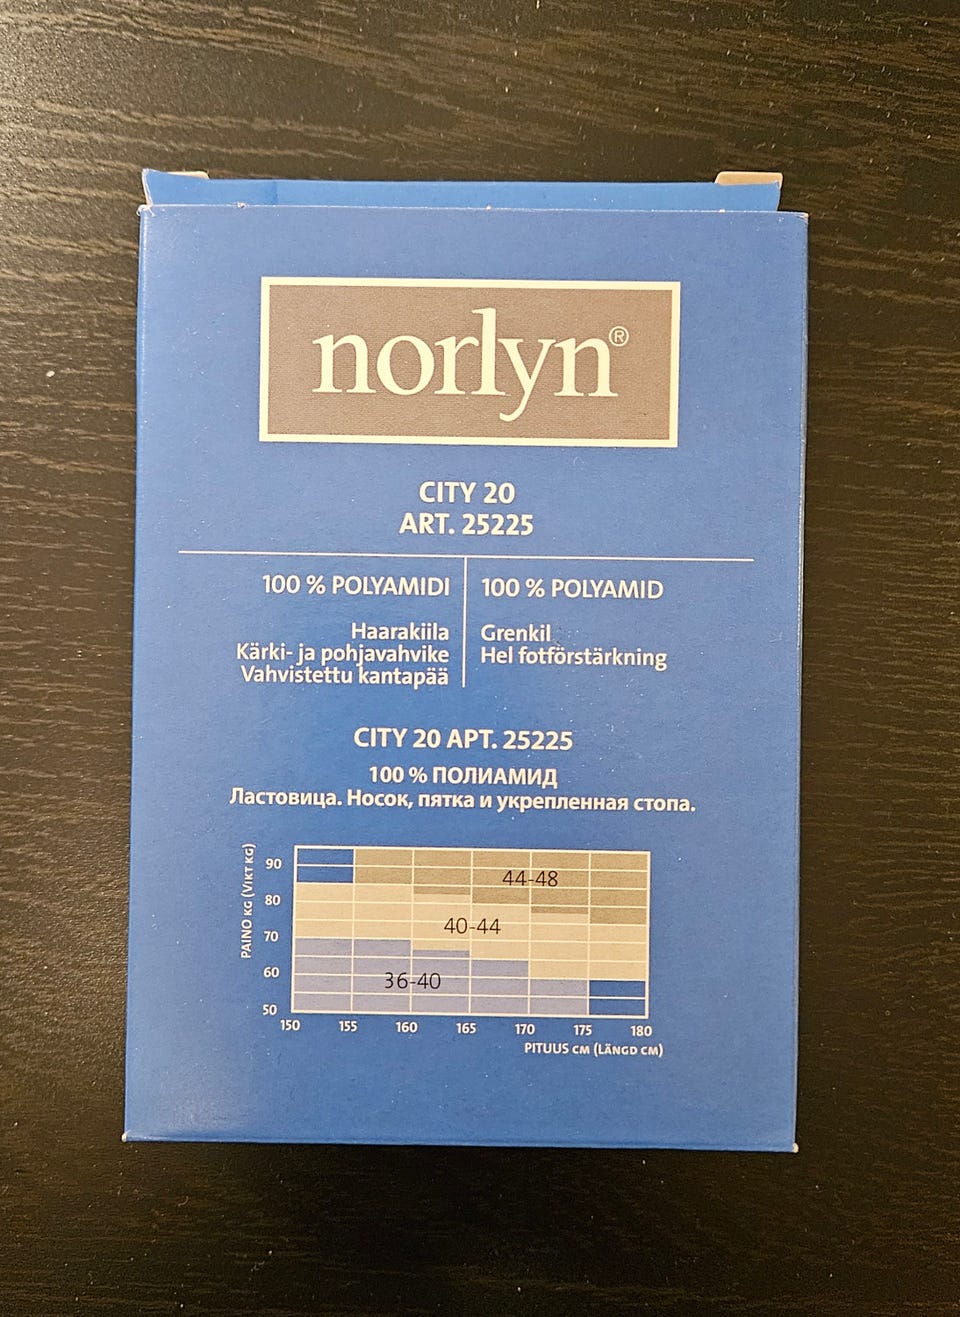 norlyn®
CITY 20
ART. 25225
100 % POLYAMIDI
Haarakiila
Kärki- ja pohjavahvike
Vahvistettu kantapää
100 % POLYAMID
Grenkil
Hel fotförstärkning
CITY 20 АРТ. 25225
100 % ПОЛИАМИД
Ластовица. Носок, пятка и укрепленная стопа.
PAINO KG (VIKT KG)
90
80
70
60
50
44-48
40-44
36-40
150 155 160 165 170 175 180
PITUUS CM (LÄNGD CM)